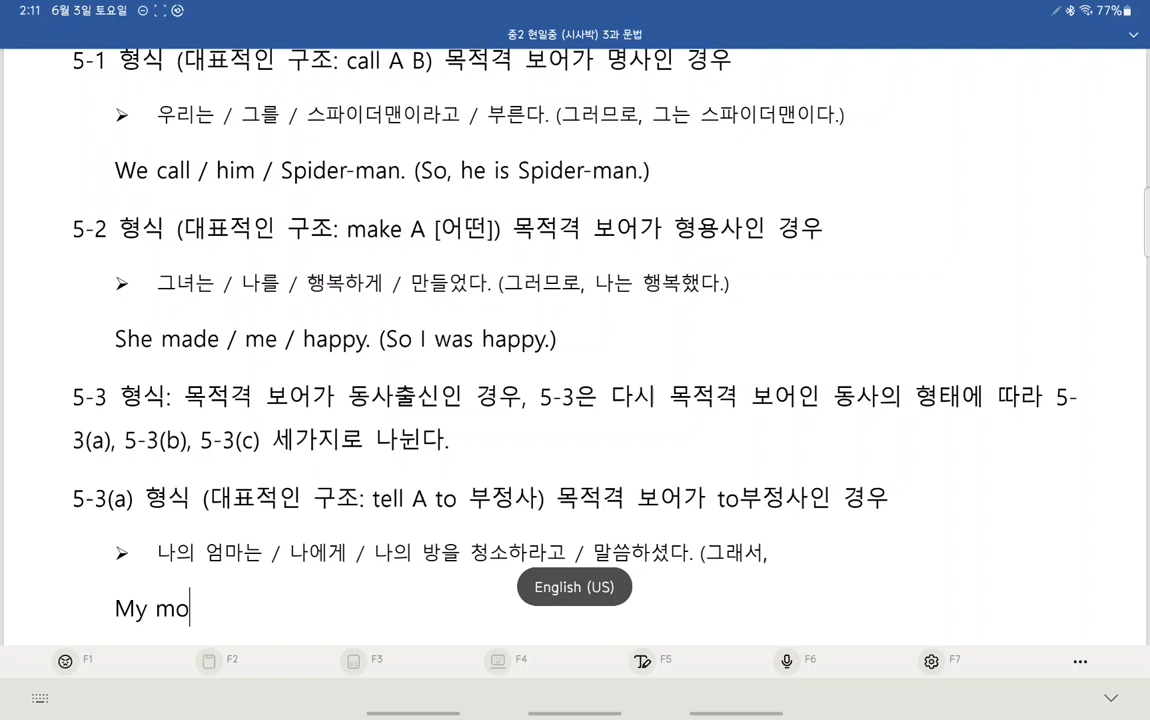 2:11 6월 3일 토요일 77%
중2 현일중 (시사박) 3과 문법
5-1 형식 (대표적인 구조: call A B) 목적격 보어가 명사인 경우
➢ 우리는 / 그를 / 스파이더맨이라고 / 부른다. (그러므로, 그는 스파이더맨이다.)
We call / him / Spider-man. (So, he is Spider-man.)
5-2 형식 (대표적인 구조: make A [어떤]) 목적격 보어가 형용사인 경우
➢ 그녀는 / 나를 / 행복하게 / 만들었다. (그러므로, 나는 행복했다.)
She made / me / happy. (So I was happy.)
5-3 형식: 목적격 보어가 동사출신인 경우, 5-3은 다시 목적격 보어인 동사의 형태에 따라 5-
3(a), 5-3(b), 5-3(c) 세가지로 나뉜다.
5-3(a) 형식 (대표적인 구조: tell A to 부정사) 목적격 보어가 to부정사인 경우
➢ 나의 엄마는 / 나에게 / 나의 방을 청소하라고 / 말씀하셨다. (그래서,
English (US)
My mo
F1 F2 F3 F4 F5 F6 F7